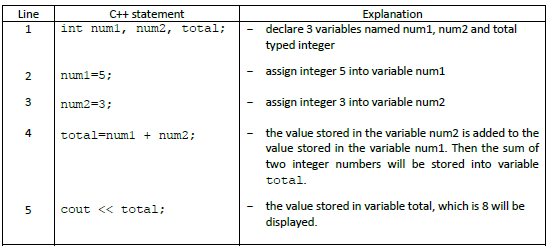 Line C++ statement Explanation
1 int num1, num2, total; – declare 3 variables named num1, num2 and total
typed integer
2 num1=5; – assign integer 5 into variable num1
3 num2=3; – assign integer 3 into variable num2
4 total=num1 + num2; – the value stored in the variable num2 is added to the
value stored in the variable num1. Then the sum of
two integer numbers will be stored into variable
total.
5 cout << total; – the value stored in variable total, which is 8 will be
displayed.